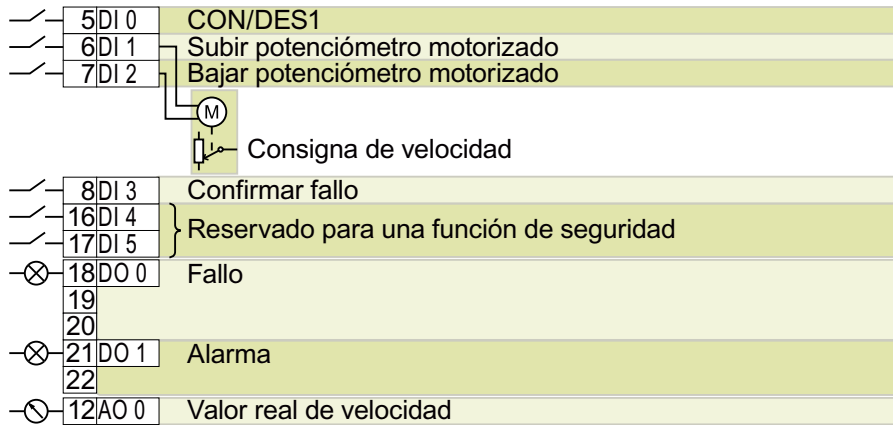 5 DI 0 CON/DES1
6 DI 1 Subir potenciómetro motorizado
7 DI 2 Bajar potenciómetro motorizado
M
Consigna de velocidad
8 DI 3 Confirmar fallo
16 DI 4
Reservado para una función de seguridad
17 DI 5
18 DO 0 Fallo
19
20
21 DO 1 Alarma
22
12 AO 0 Valor real de velocidad